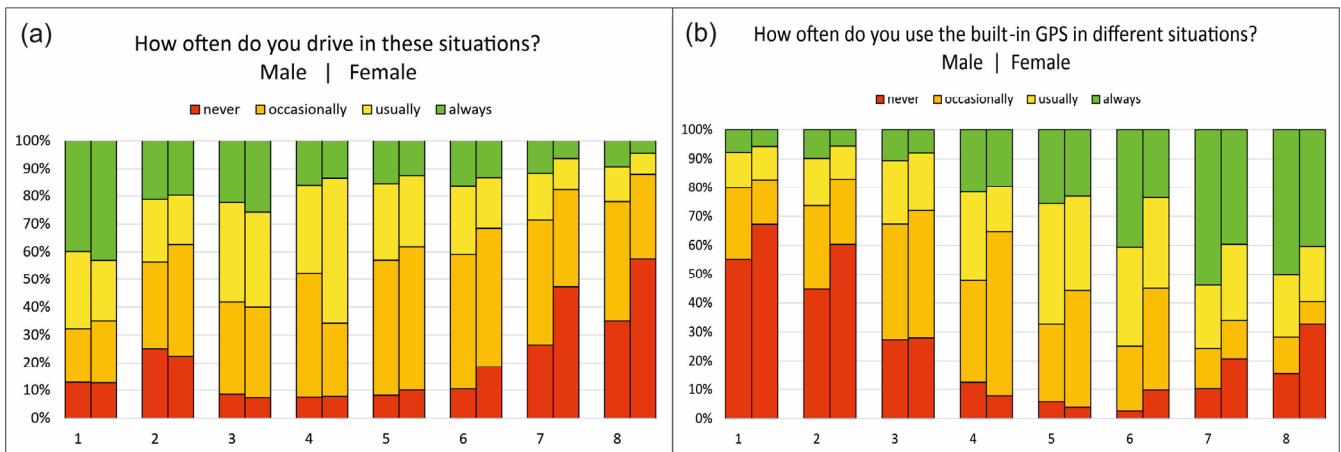 (a)
How often do you drive in these situations?
Male | Female
never occasionally usually always
100%
90%
80%
70%
60%
50%
40%
30%
20%
10%
0%
1 2 3 4 5 6 7 8
(b)
How often do you use the built-in GPS in different situations?
Male | Female
never occasionally usually always
100%
90%
80%
70%
60%
50%
40%
30%
20%
10%
0%
1 2 3 4 5 6 7 8